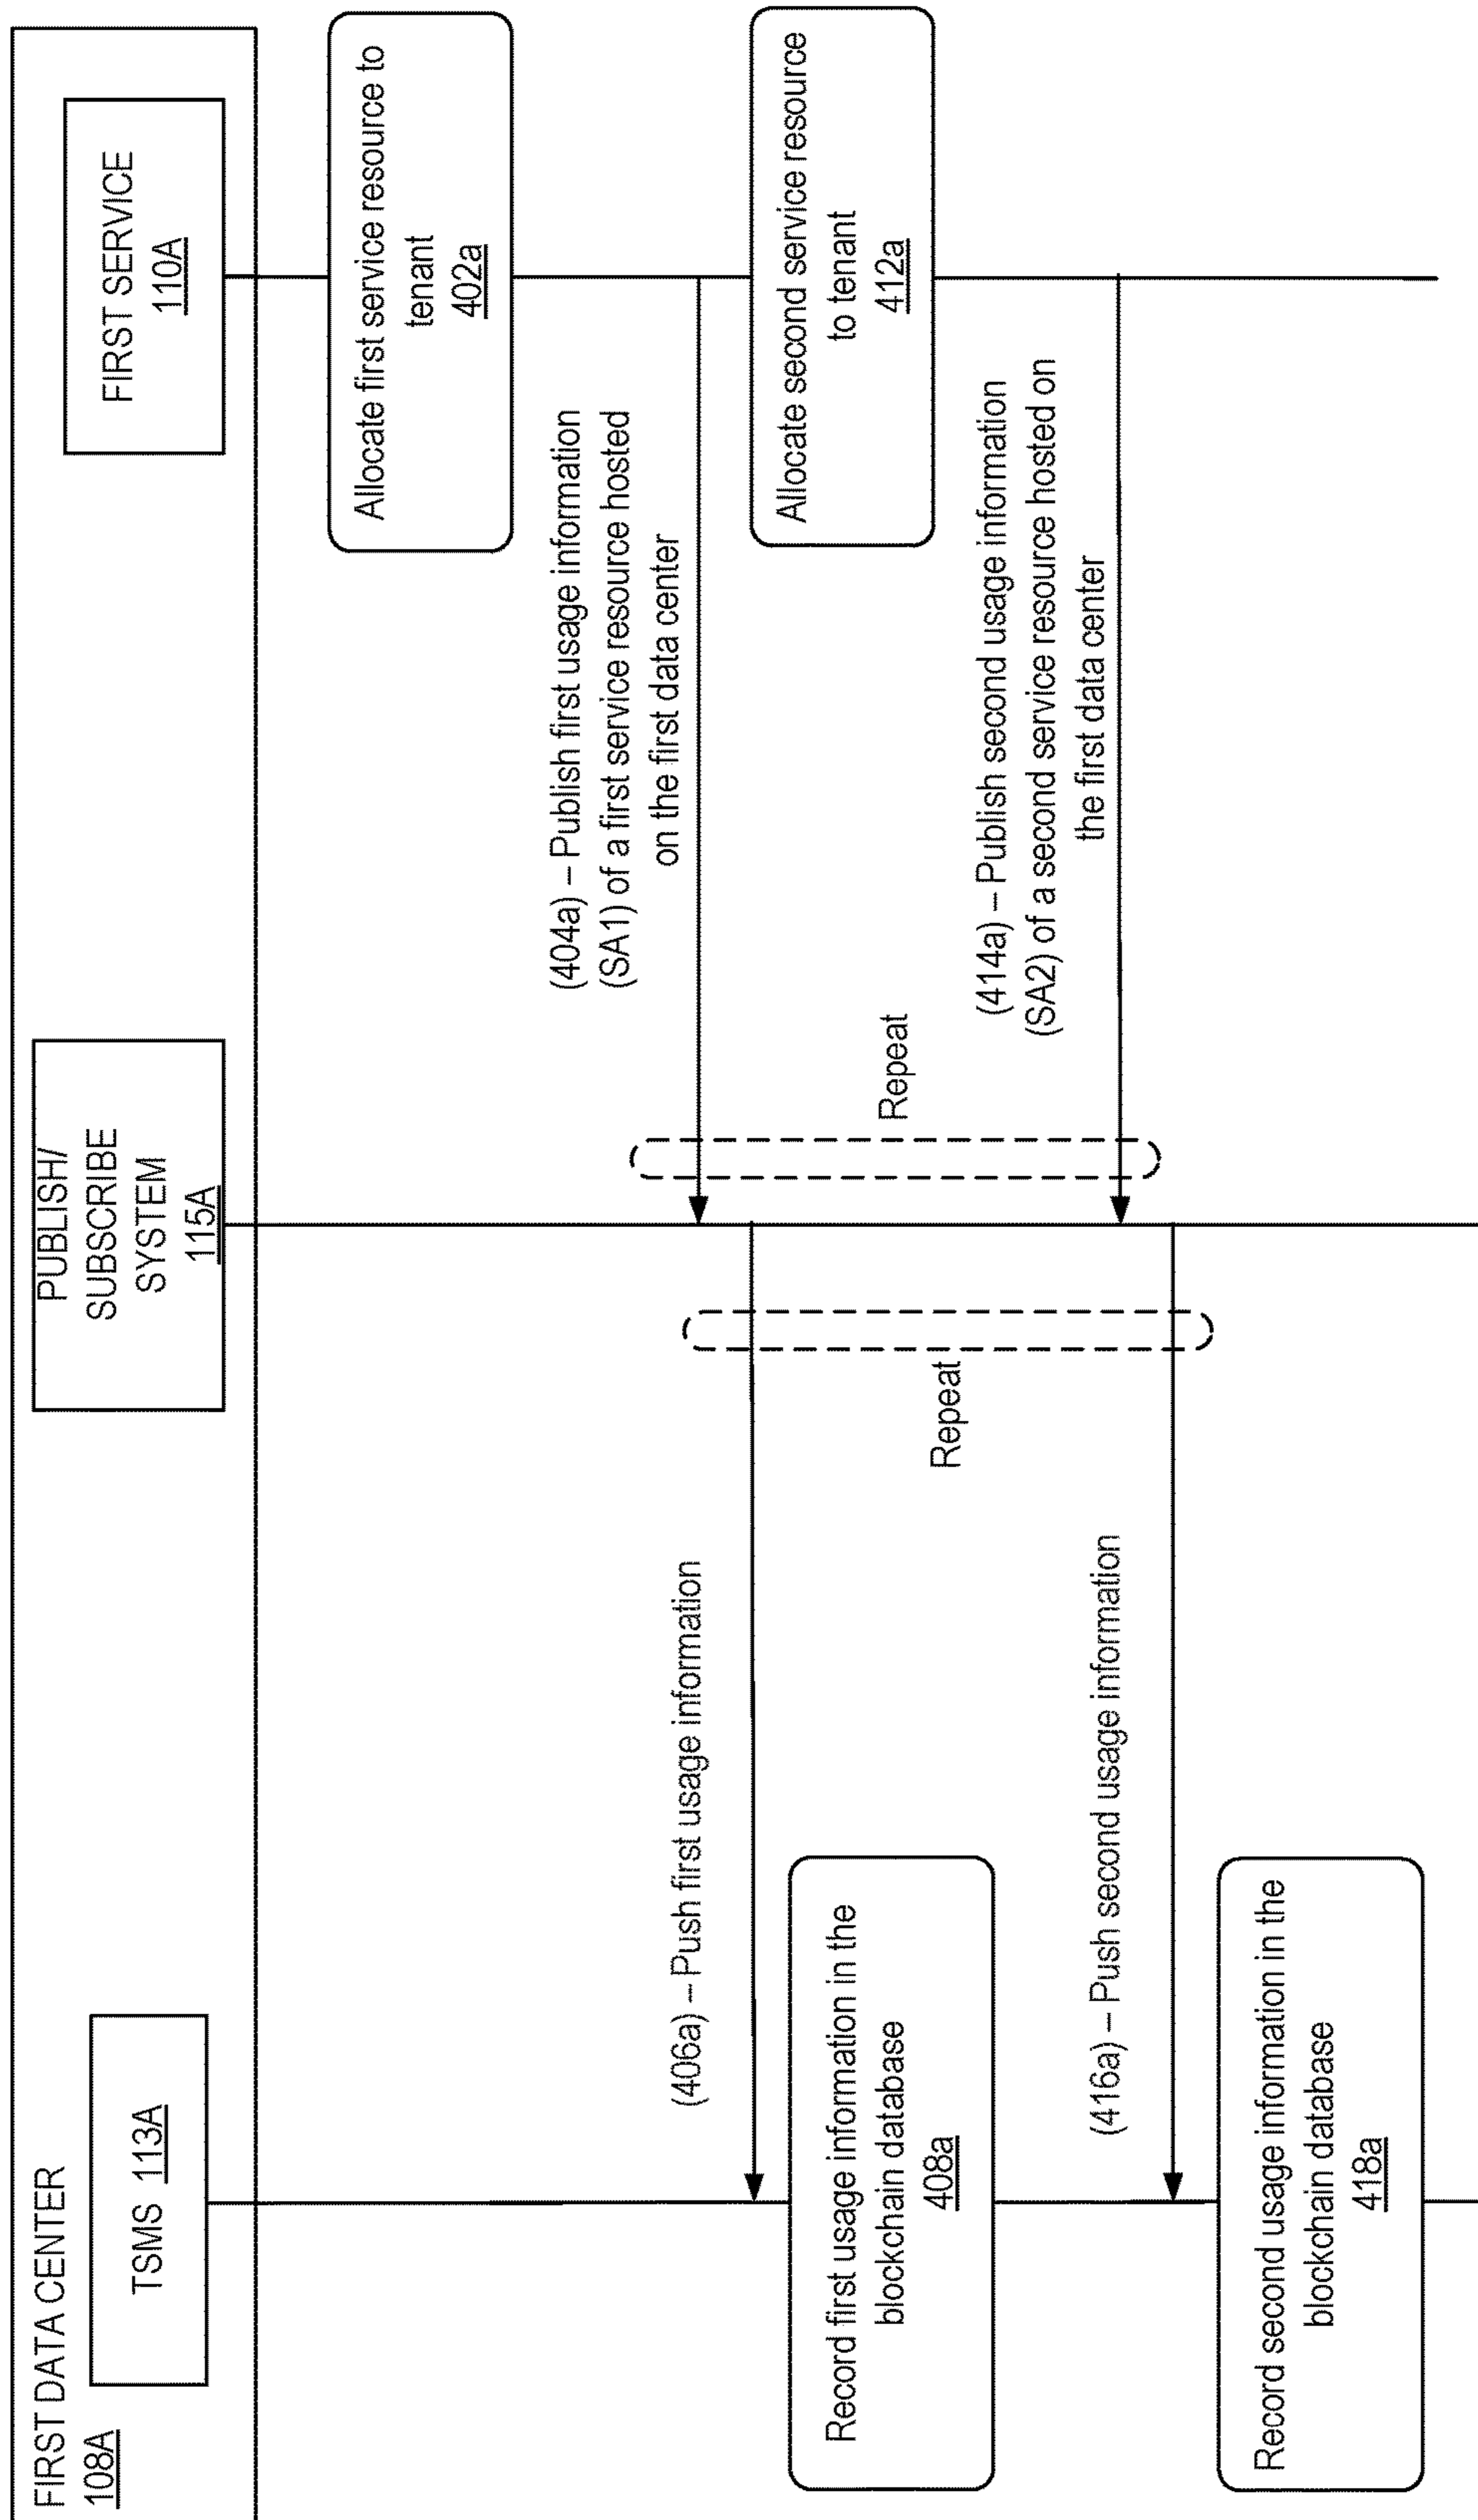 FIRST DATA CENTER
108A
TSMS 113A
PUBLISH/
SUBSCRIBE
SYSTEM
115A
FIRST SERVICE
110A
Allocate first service resource to
tenant
402a
(404a) – Publish first usage information
(SA1) of a first service resource hosted
on the first data center
(406a) – Push first usage information
Record first usage information in the
blockchain database
408a
Repeat
Repeat
Allocate second service resource
to tenant
412a
(414a) – Publish second usage information
(SA2) of a second service resource hosted on
the first data center
(416a) – Push second usage information
Record second usage information in the
blockchain database
418a